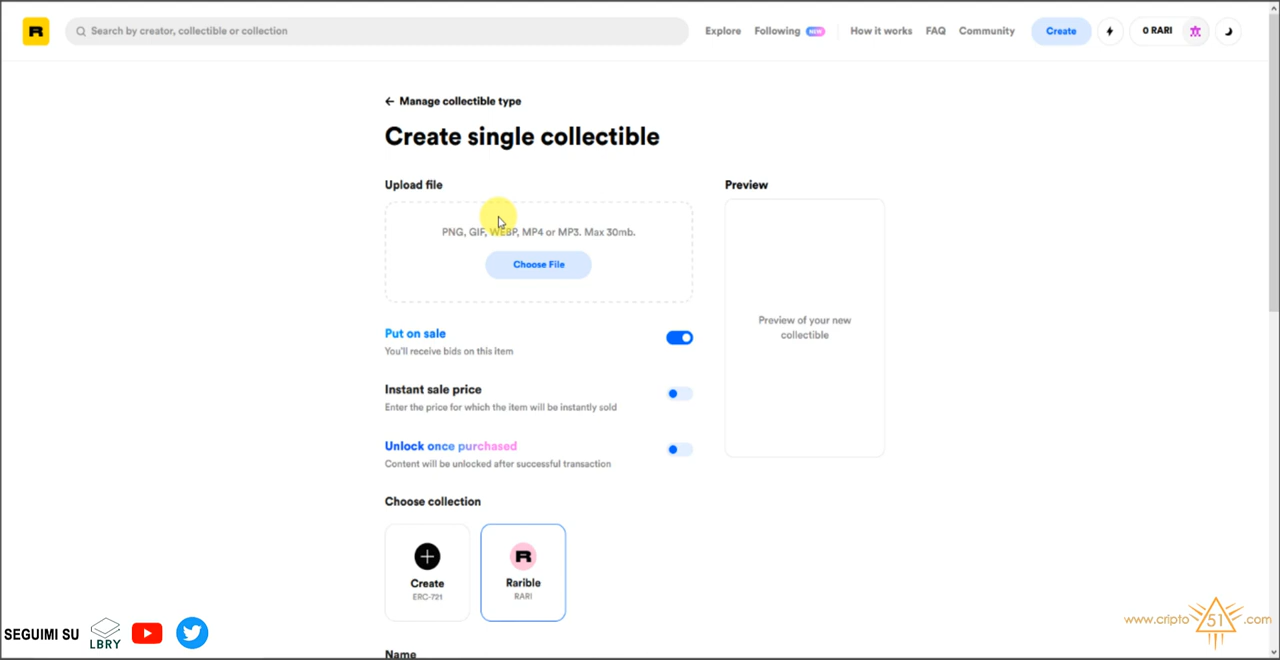 R
Search by creator, collectible or collection
Explore
Following NEW
How it works
FAQ
Community
Create
0 RARI
← Manage collectible type
Create single collectible
Upload file
PNG, GIF, WEBP, MP4 or MP3. Max 30mb.
Choose File
Preview
Preview of your new
collectible
Put on sale
You'll receive bids on this item
Instant sale price
Enter the price for which the item will be instantly sold
Unlock once purchased
Content will be unlocked after successful transaction
Choose collection
Create
ERC-721
R
Rarible
RARI
Name
SEGUIMI SU
LBRY
www.cripto51.com